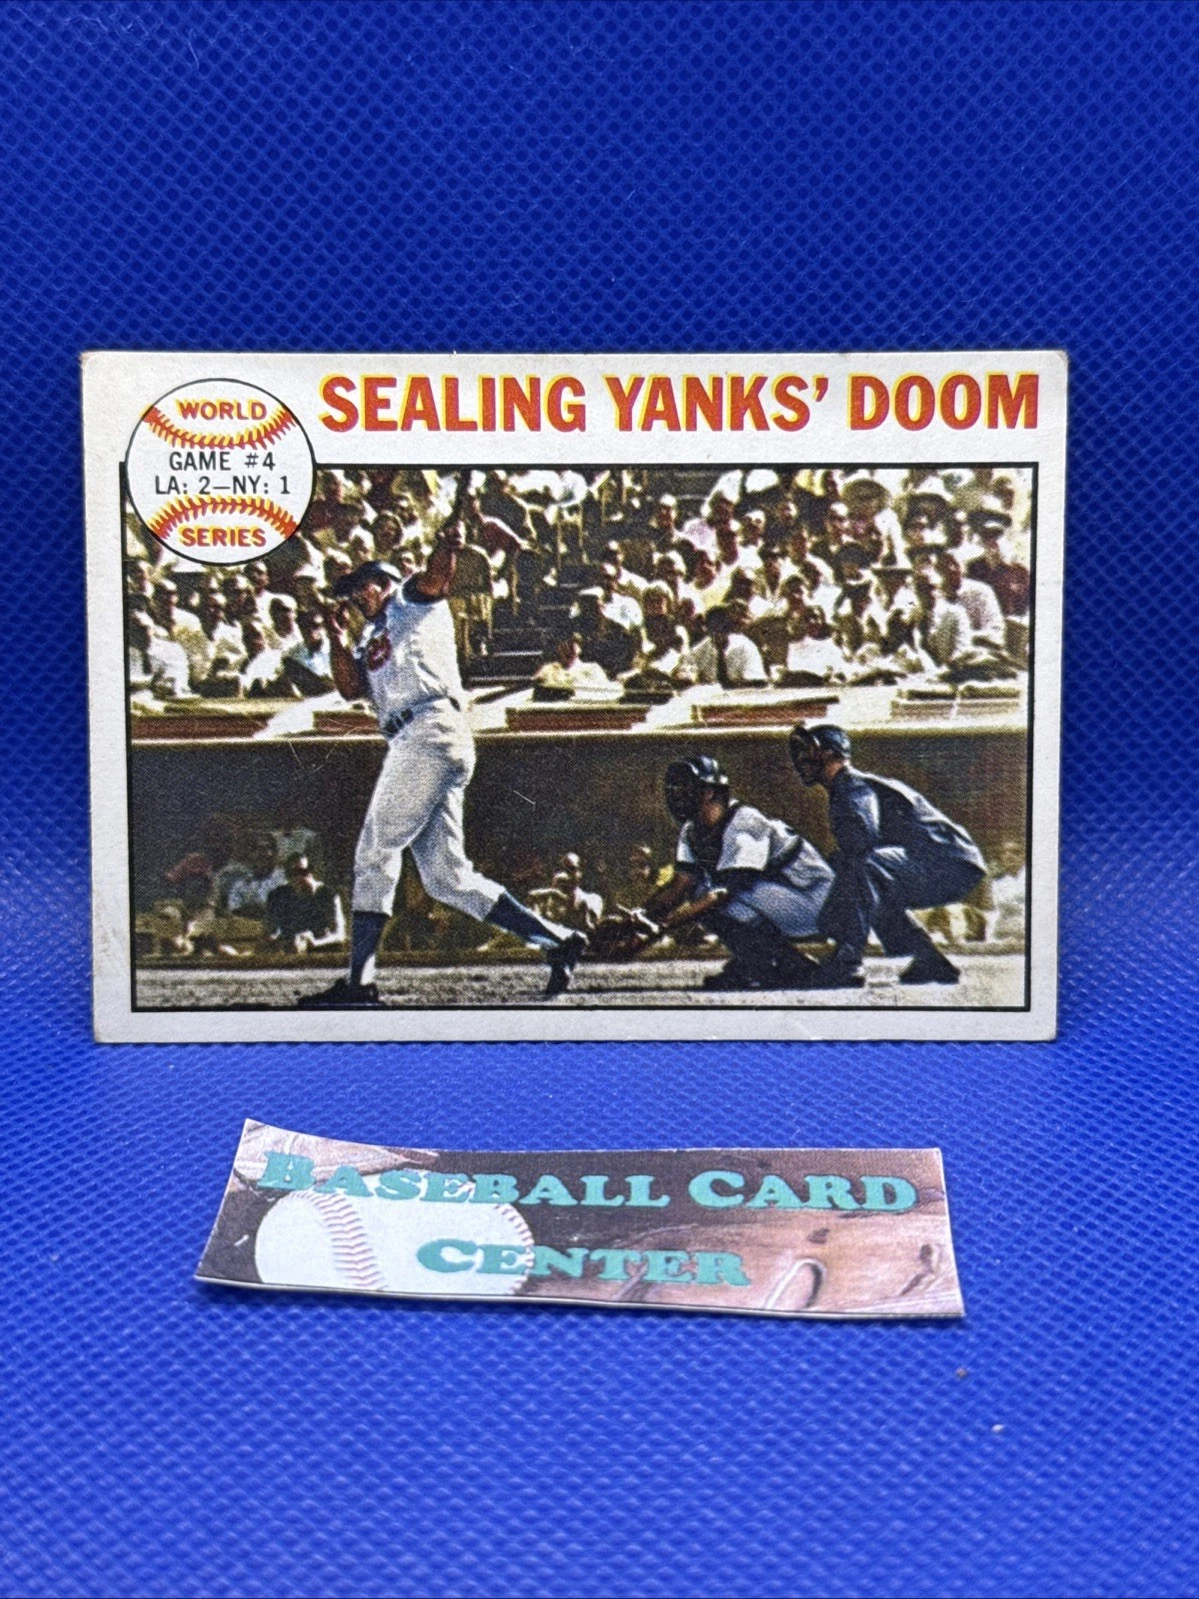 SEALING YANKS' DOOM
WORLD
GAME #4
LA: 2–NY: 1
SERIES
BASEBALL CARD
CENTER